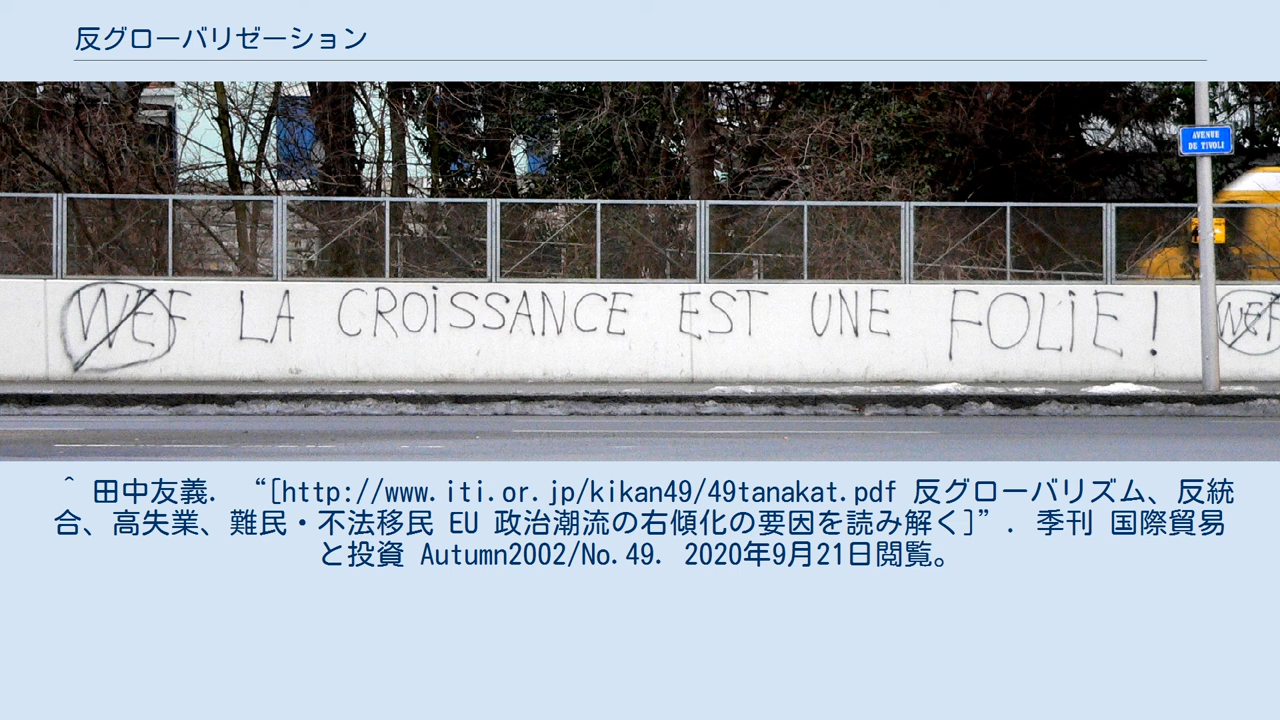 反グローバリゼーション
AVENUE
DE TIVOLI
WEF LA CROISSANCE EST UNE FOLIE! WEF
^ 田中友義. “[http://www.iti.or.jp/kikan49/49tanakat.pdf 反グローバリズム、反統
合、高失業、難民・不法移民 EU 政治潮流の右傾化の要因を読み解く]”. 季刊 国際貿易
と投資 Autumn2002/No.49. 2020年9月21日閲覧。